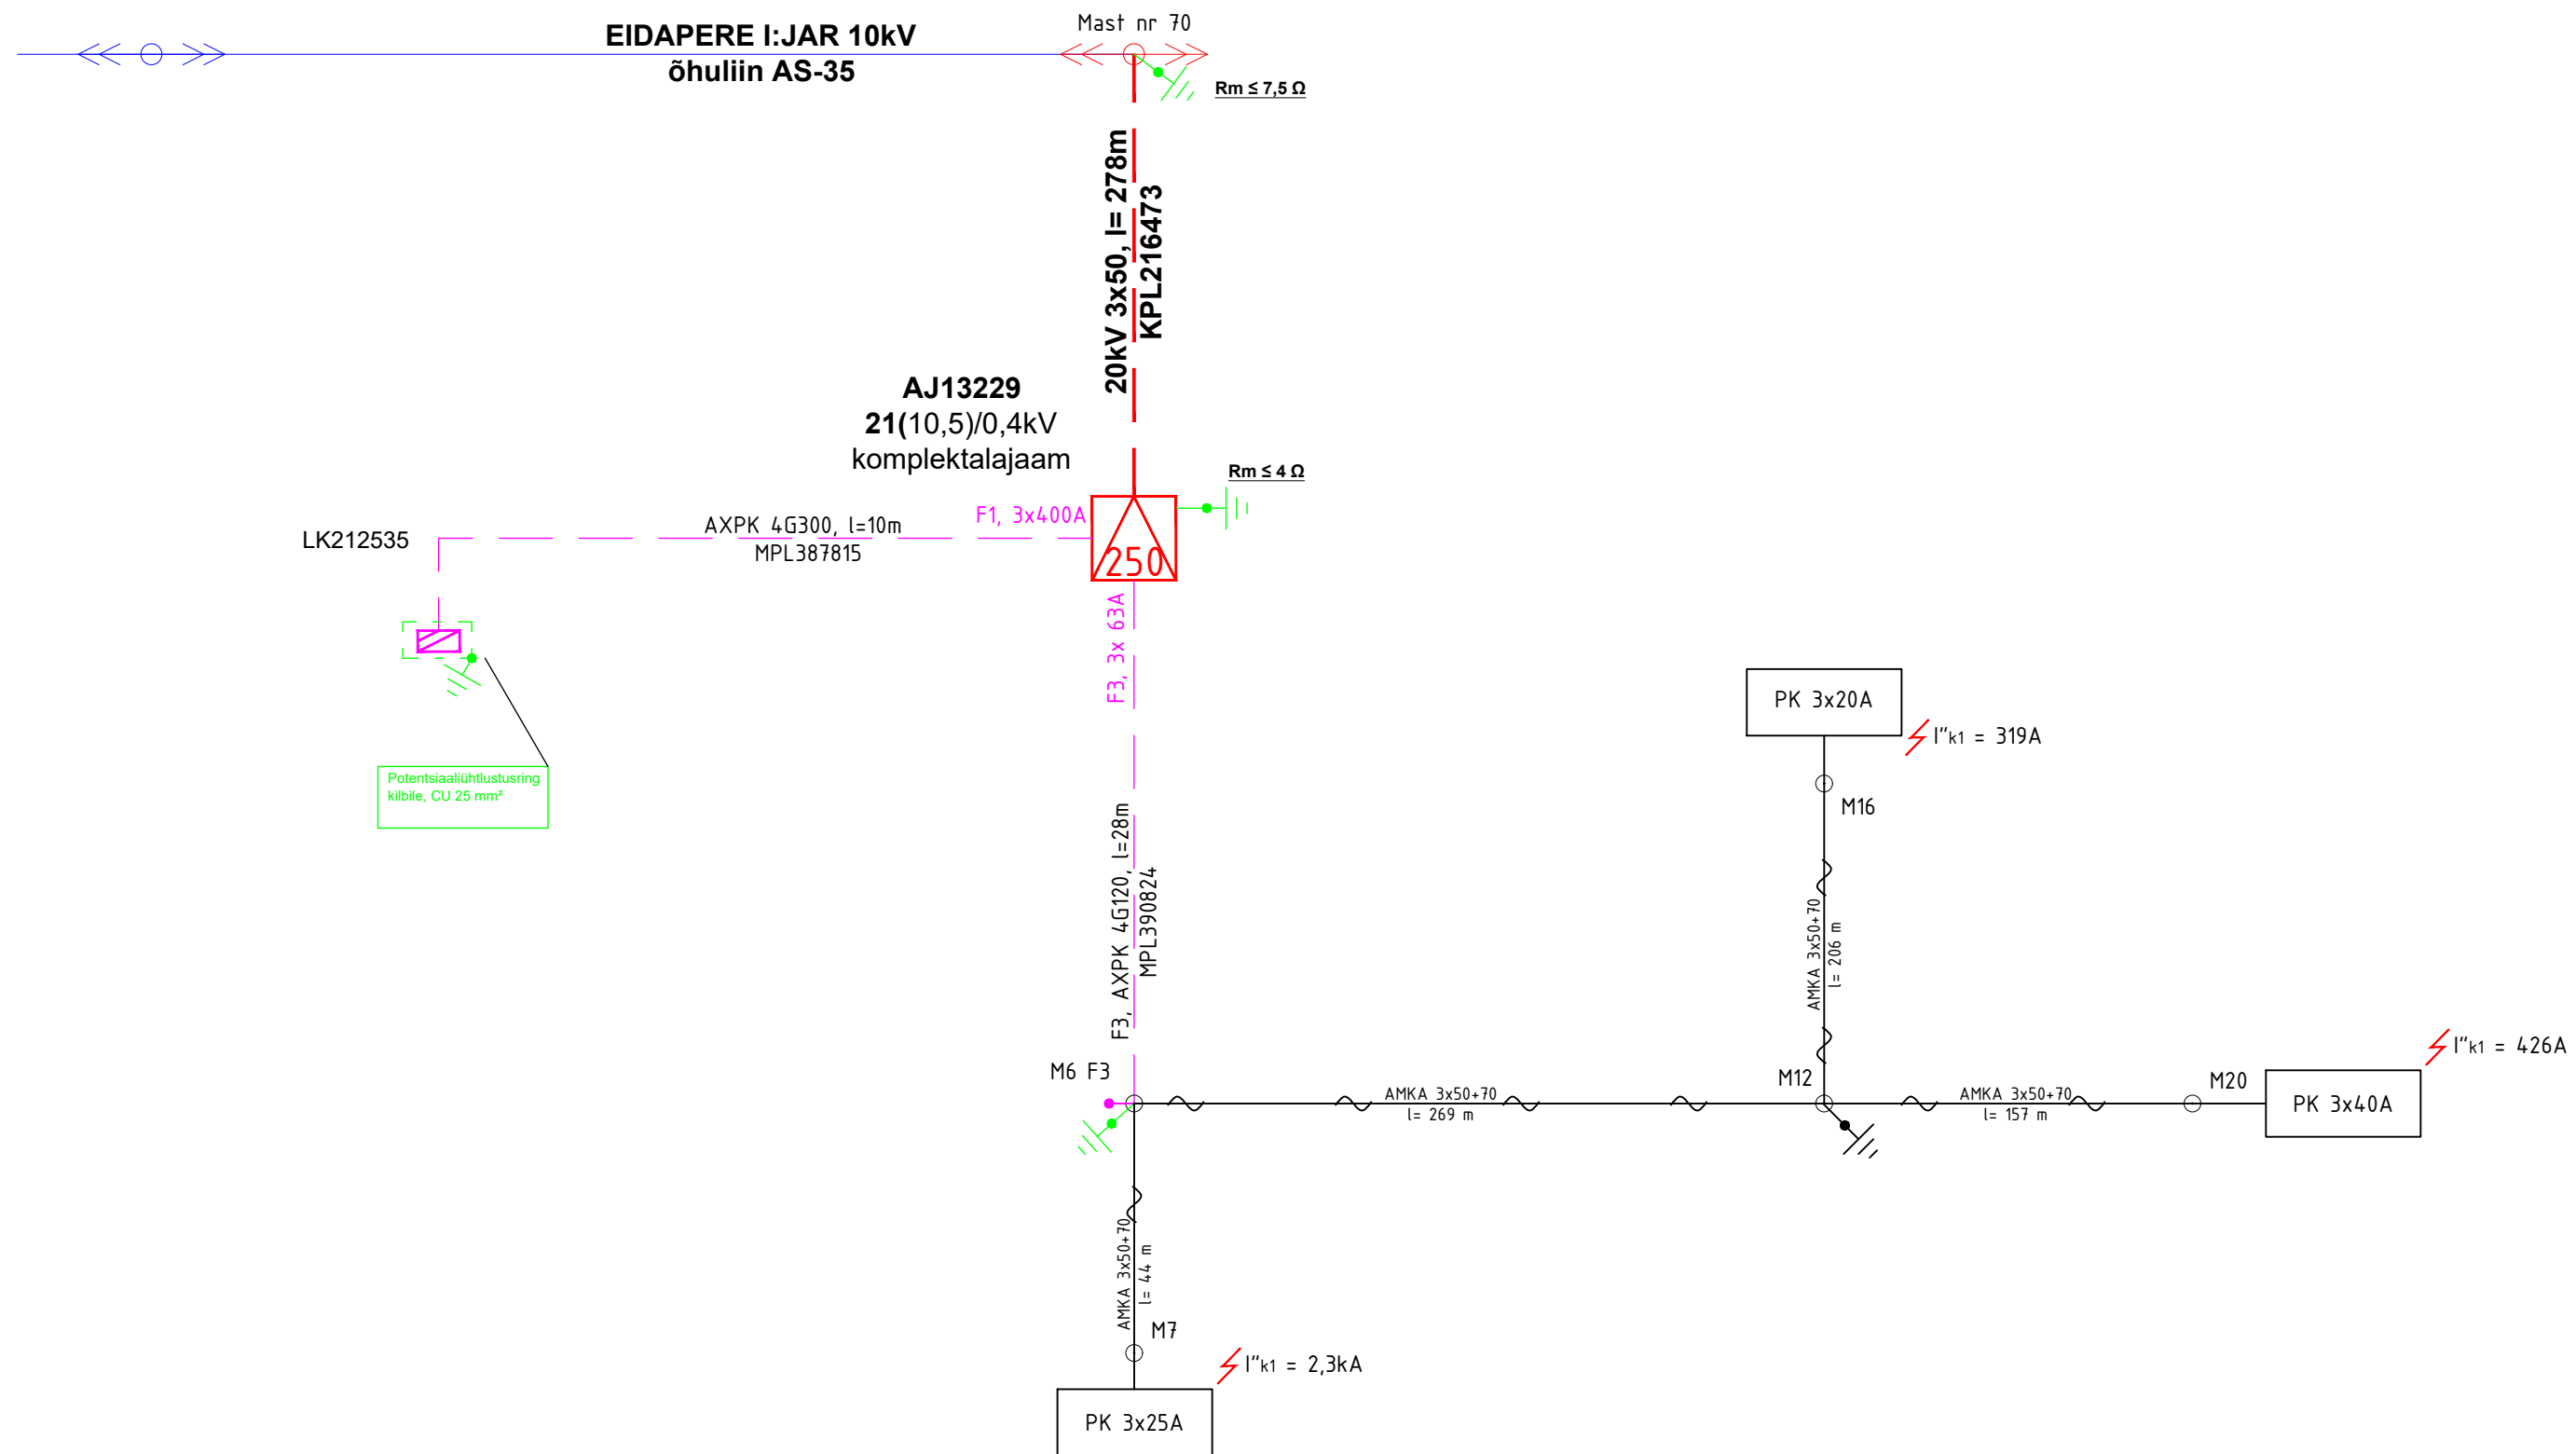 EIDAPERE I:JAR 10kV
õhuliin AS-35
Mast nr 70
Rm ≤ 7,5 Ω
20kV 3x50, l= 278m
KPL216473
AJ13229
21(10,5)/0,4kV
komplektalajaam
Rm ≤ 4 Ω
LK212535
AXPK 4G300, l=10m
MPL387815
F1, 3x400A
250
F3, 3x 63A
Potentsiaaliühtlustusring
kilbile, CU 25 mm²
F3, AXPK 4G120, l=28m
MPL390824
PK 3x20A
I"k1 = 319A
M16
AMKA 3x50+70
l= 206 m
M6 F3
AMKA 3x50+70
l= 269 m
M12
AMKA 3x50+70
l= 157 m
M20
PK 3x40A
I"k1 = 426A
AMKA 3x50+70
l= 44 m
M7
I"k1 = 2,3kA
PK 3x25A